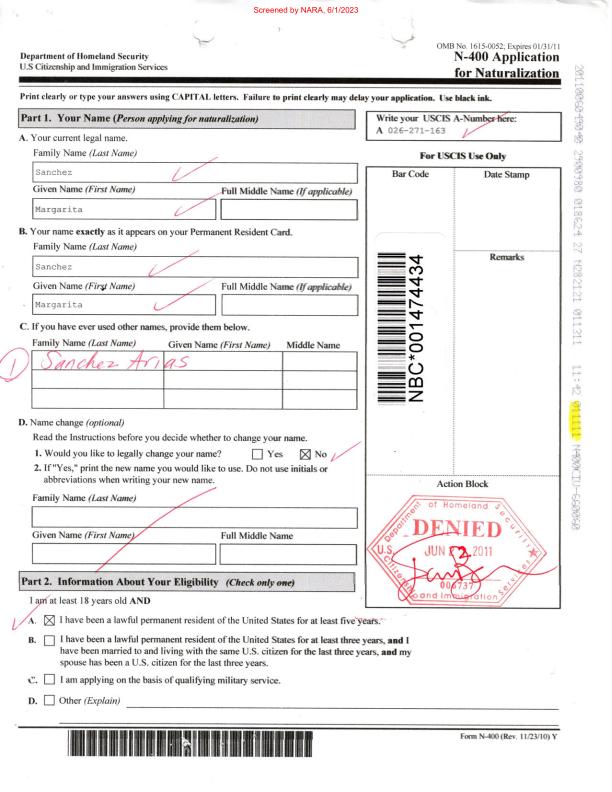 Screened by NARA, 6/1/2023
OMB No. 1615-0052; Expires 01/31/11
Department of Homeland Security
U.S Citizenship and Immigration Services
N-400 Application
for Naturalization
Print clearly or type your answers using CAPITAL letters. Failure to print clearly may delay your application. Use black ink.
Part 1. Your Name (Person applying for naturalization)
A. Your current legal name.
Family Name (Last Name)
Sanchez
Given Name (First Name) Full Middle Name (If applicable)
Margarita
B. Your name exactly as it appears on your Permanent Resident Card.
Family Name (Last Name)
Sanchez
Given Name (First Name) Full Middle Name (If applicable)
Margarita
C. If you have ever used other names, provide them below.
Family Name (Last Name) Given Name (First Name) Middle Name
1 Sanchez Arias
D. Name change (optional)
Read the Instructions before you decide whether to change your name.
1. Would you like to legally change your name? Yes No
2. If "Yes," print the new name you would like to use. Do not use initials or
abbreviations when writing your new name.
Family Name (Last Name)
Given Name (First Name) Full Middle Name
Write your USCIS A-Number here:
A 026-271-163
For USCIS Use Only
Bar Code Date Stamp
NBC*001474434
Remarks
Action Block
Department of Homeland Security
DENIED
U.S. JUN 02 2011
006737
Citizenship and Immigration Services
Part 2. Information About Your Eligibility (Check only one)
I am at least 18 years old AND
A. I have been a lawful permanent resident of the United States for at least five years.
B. I have been a lawful permanent resident of the United States for at least three years, and I
have been married to and living with the same U.S. citizen for the last three years, and my
spouse has been a U.S. citizen for the last three years.
C. I am applying on the basis of qualifying military service.
D. Other (Explain)
Form N-400 (Rev. 11/23/10) Y